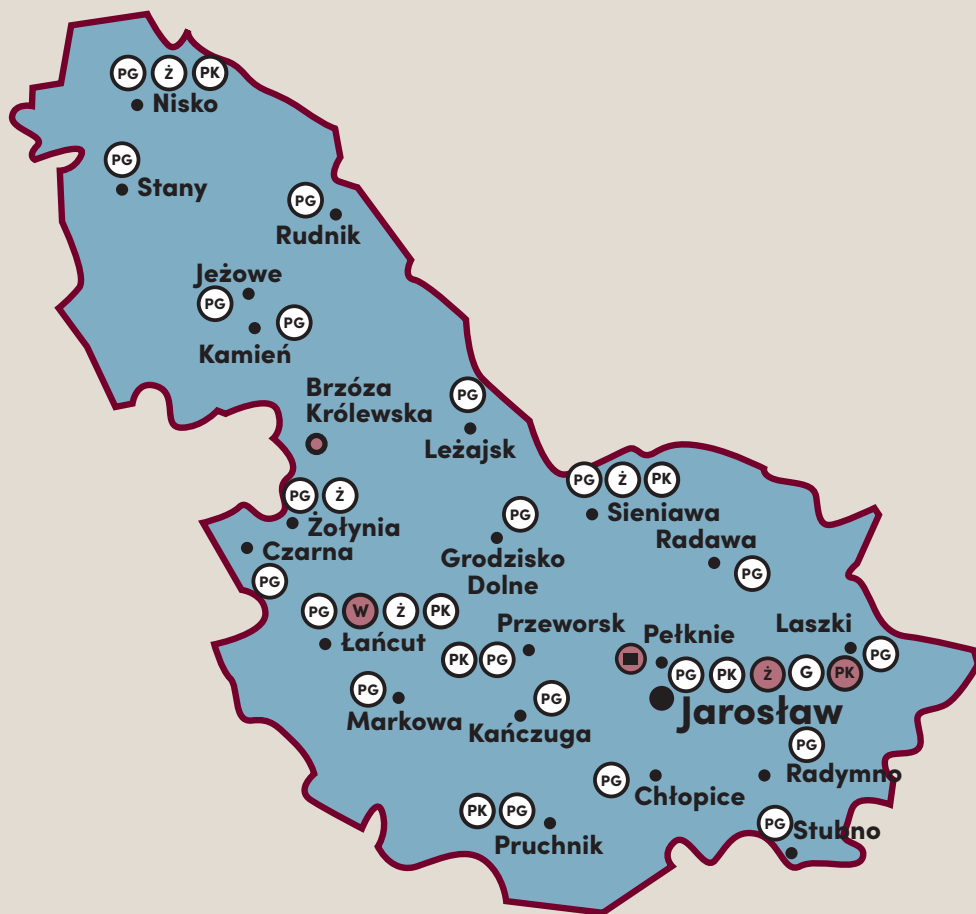 PG Ż PK
Nisko
PG
Stany
PG
Rudnik
Jeżowe
PG
PG
Kamień
Brzóza
Królewska
PG
Leżajsk
PG Ż PK
Sieniawa
PG Ż
Żołynia
PG
Grodzisko
Dolne
Radawa
PG
Czarna
PG
PG W Ż PK
Łańcut
Przeworsk
PK PG
Pełknie
Laszki
PG
PG PK Ż G PK
Jarosław
PG
Markowa
PG
Kańczuga
PG
Radymno
PG
Chłopice
PK PG
Pruchnik
PG
Stubno